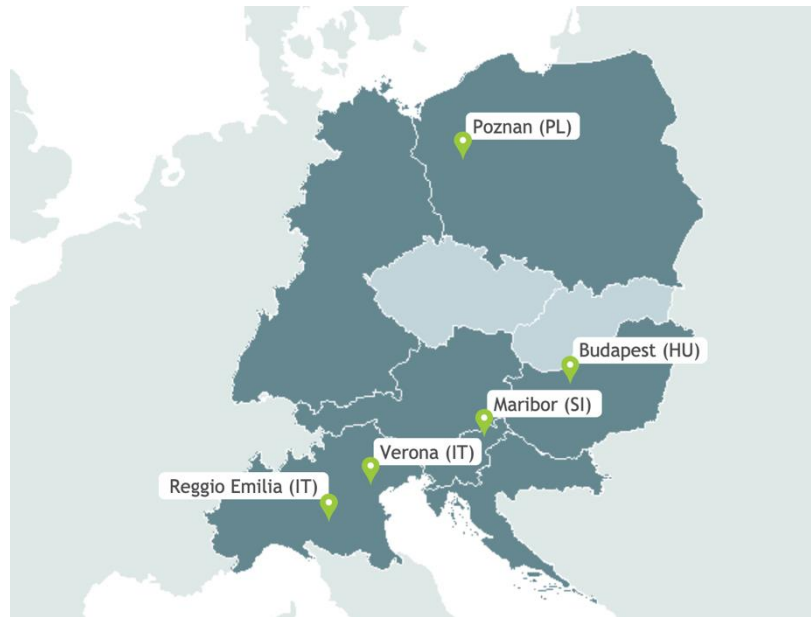 Poznan (PL)
Budapest (HU)
Maribor (SI)
Verona (IT)
Reggio Emilia (IT)